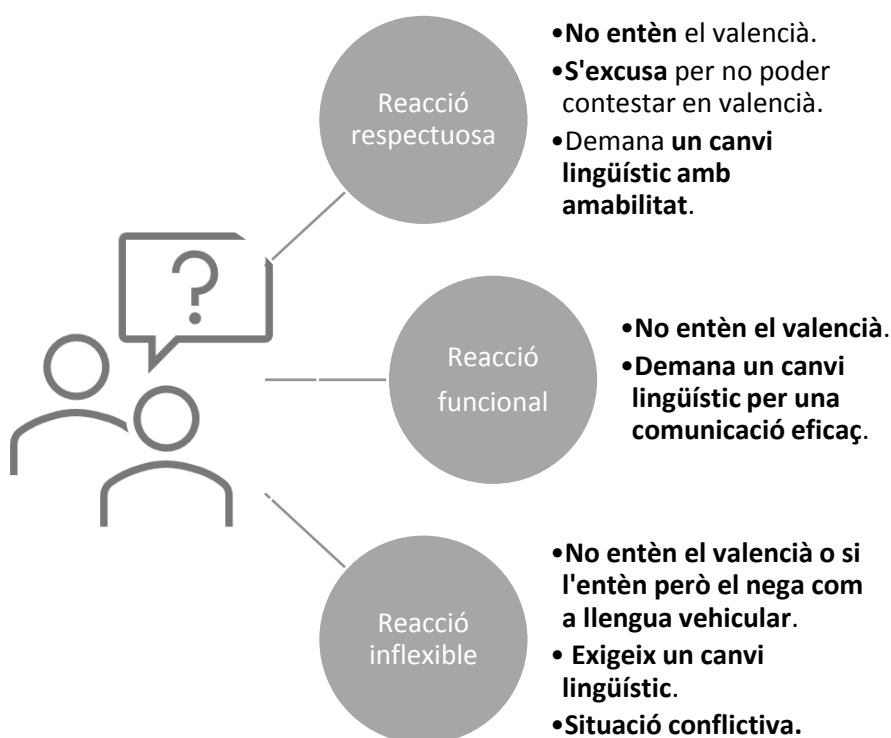 Reacció
respectuosa
•No entèn el valencià.
•S'excusa per no poder
contestar en valencià.
•Demana un canvi
lingüístic amb
amabilitat.
?
Reacció
funcional
•No entèn el valencià.
•Demana un canvi
lingüístic per una
comunicació eficaç.
Reacció
inflexible
•No entèn el valencià o si
l'entèn però el nega com
a llengua vehicular.
• Exigeix un canvi
lingüístic.
•Situació conflictiva.